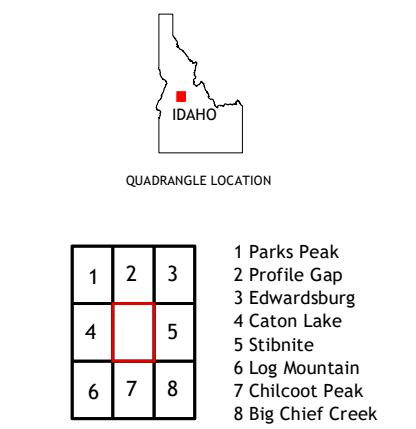 IDAHO
QUADRANGLE LOCATION
1 2 3
4 5
6 7 8
1 Parks Peak
2 Profile Gap
3 Edwardsburg
4 Caton Lake
5 Stibnite
6 Log Mountain
7 Chilcoot Peak
8 Big Chief Creek